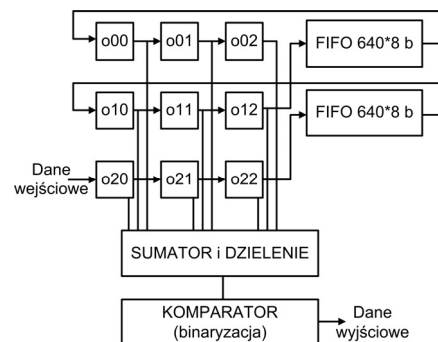 o00 o01 o02 FIFO 640*8 b
o10 o11 o12 FIFO 640*8 b
Dane
wejściowe
o20 o21 o22
SUMATOR i DZIELENIE
KOMPARATOR
(binaryzacja)
Dane
wyjściowe